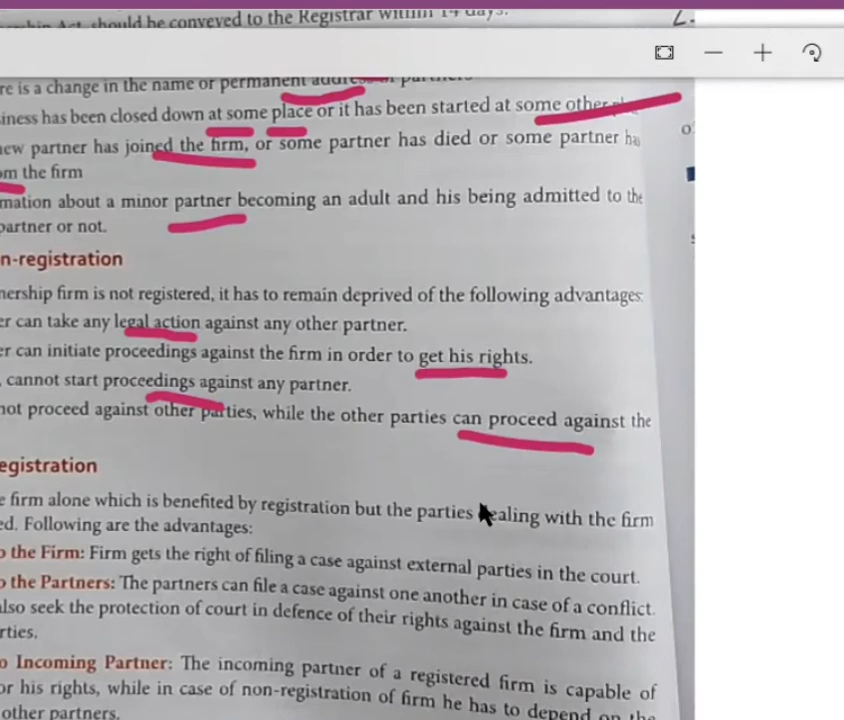 Act, should be conveyed to the Registrar within 14 days.
re is a change in the name or permanent
iness has been closed down at some place or it has been started at some other
ew partner has joined the firm, or some partner has died or some partner ha
om the firm
mation about a minor partner becoming an adult and his being admitted to the
partner or not.
n-registration
nership firm is not registered, it has to remain deprived of the following advantages:
er can take any legal action against any other partner.
er can initiate proceedings against the firm in order to get his rights.
, cannot start proceedings against any partner.
not proceed against other parties, while the other parties can proceed against the
egistration
e firm alone which is benefited by registration but the parties dealing with the firm
ed. Following are the advantages:
o the Firm: Firm gets the right of filing a case against external parties in the court.
o the Partners: The partners can file a case against one another in case of a conflict.
also seek the protection of court in defence of their rights against the firm and the
rties.
o Incoming Partner: The incoming partner of a registered firm is capable of
or his rights, while in case of non-registration of firm he has to depend on the
other partners.